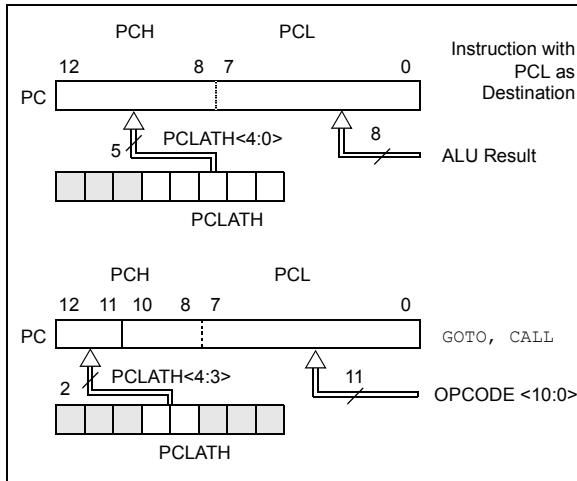 PCH PCL
12 8 7 0
Instruction with
PCL as
Destination
PC
5 PCLATH<4:0>
8
ALU Result
PCLATH
PCH PCL
12 11 10 8 7 0
PC
GOTO, CALL
2 PCLATH<4:3>
11
OPCODE <10:0>
PCLATH